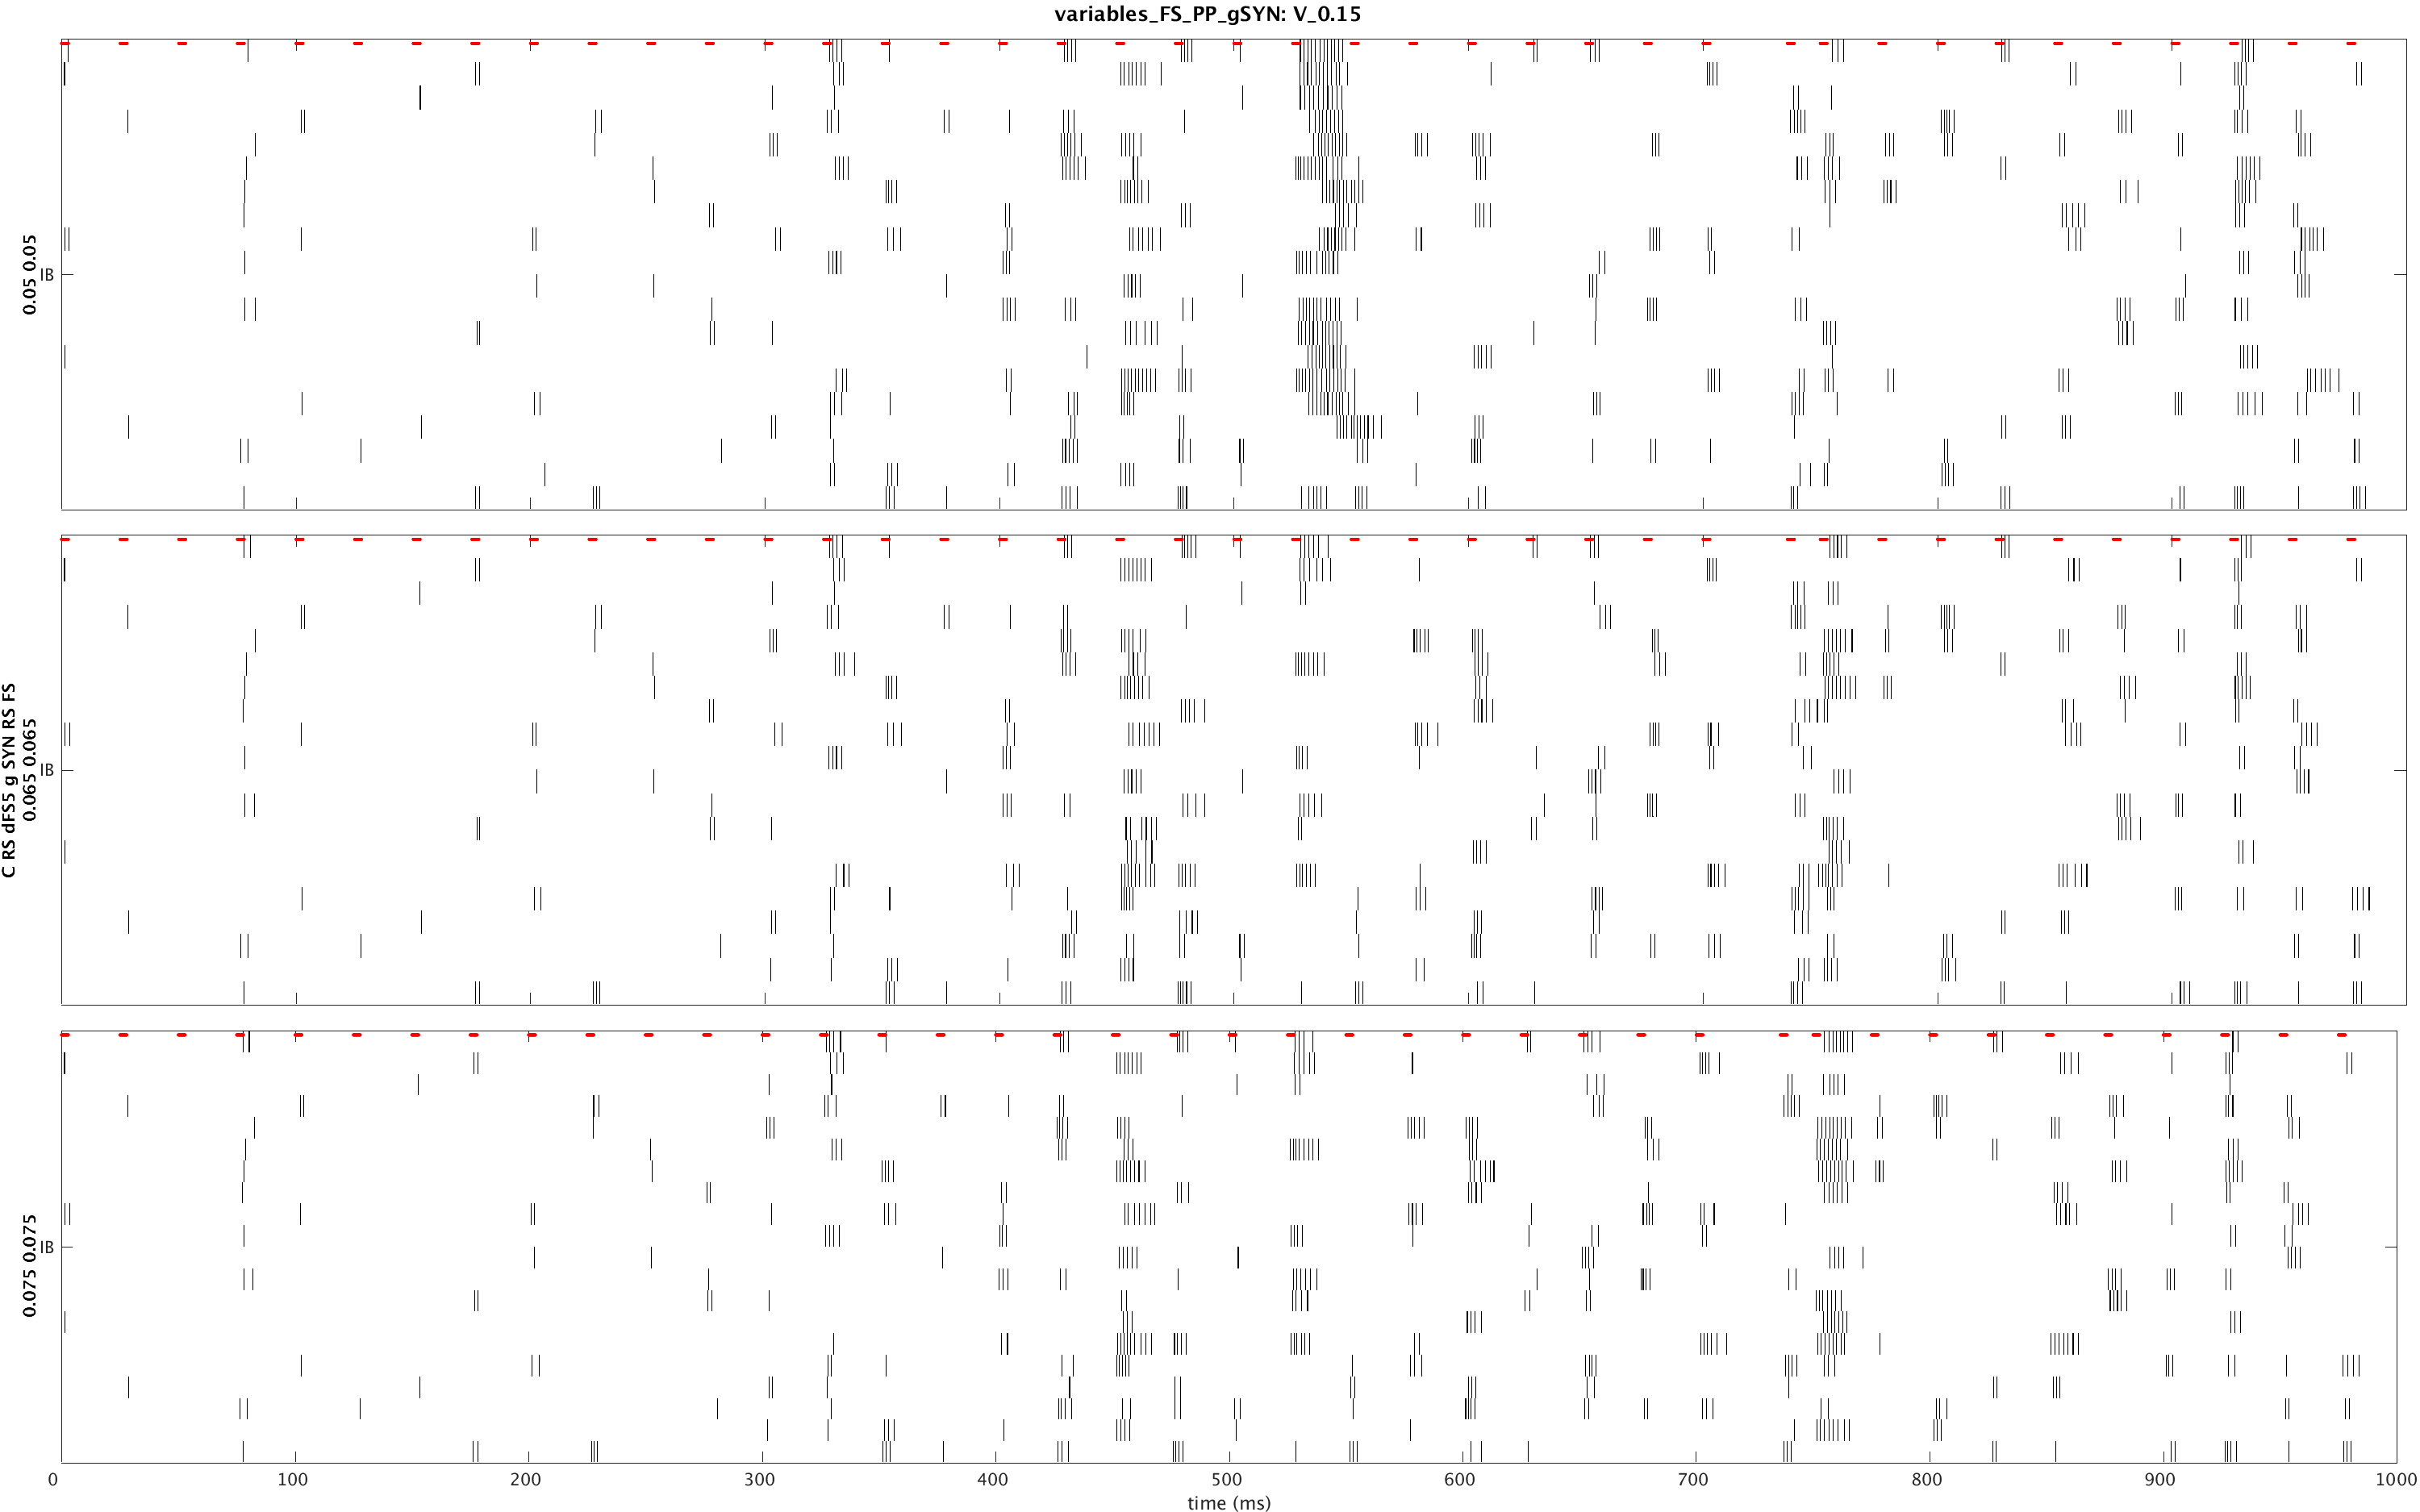 variables_FS_PP_gSYN: V_0.15
C RS dFS5 g SYN RS FS
0.05 0.05
IB
0.065 0.065
IB
0.075 0.075
IB
0 100 200 300 400 500 600 700 800 900 1000
time (ms)